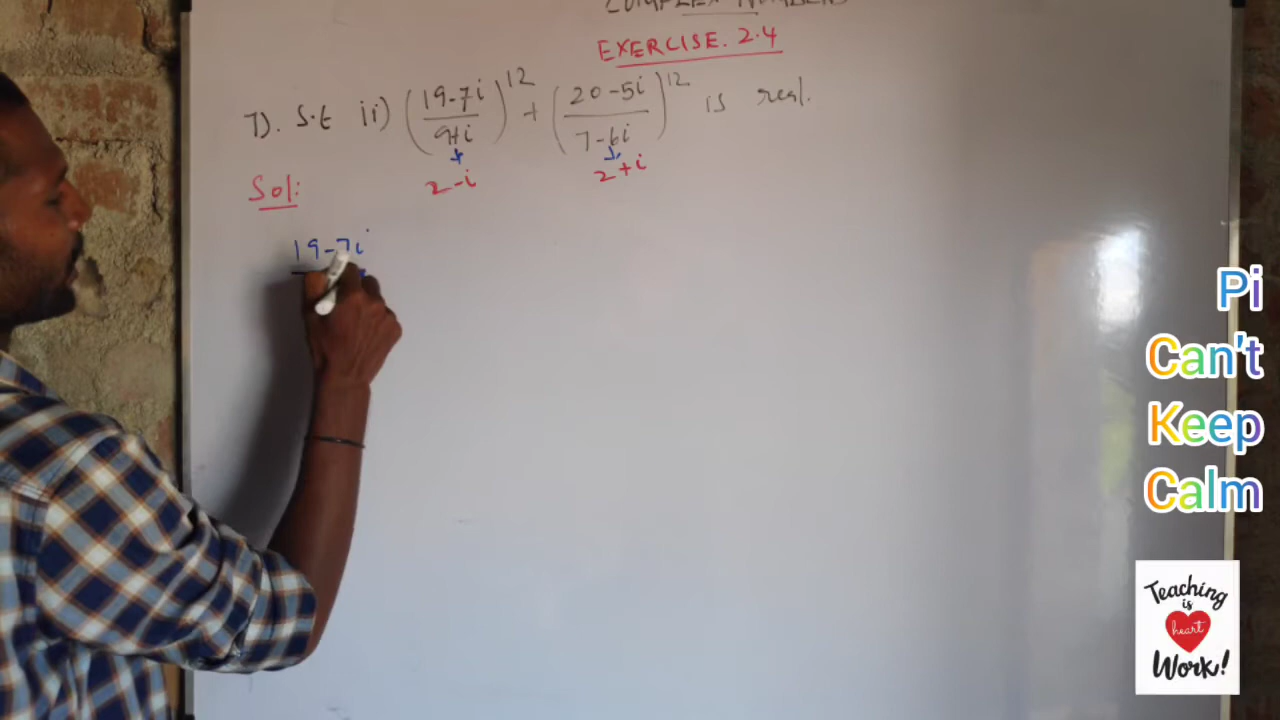 COMPLEX NUMBERS
EXERCISE. 2.4
7). S.t ii) ((19-7i)/(9+i))^12 + ((20-5i)/(7-6i))^12 is real.
2-i 2+i
Sol:
19-7i
Pi
Can't
Keep
Calm
Teaching
is
heart
Work!